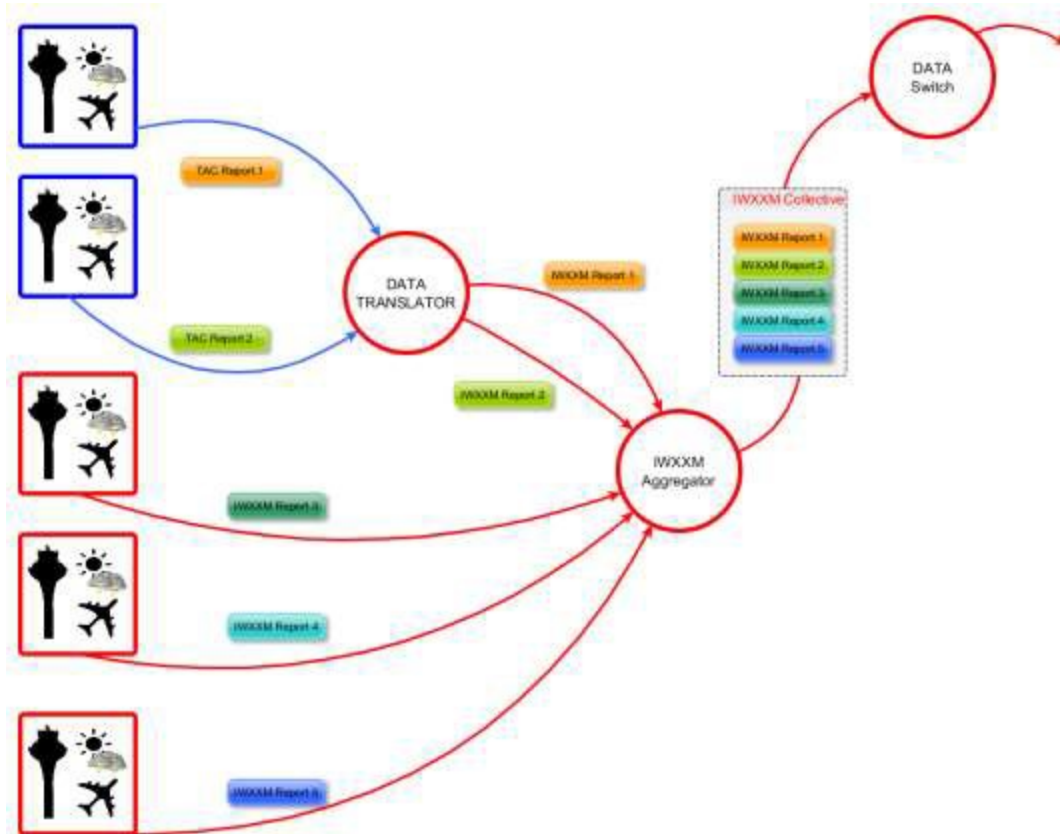 DATA
Switch
TAC Report 1
IWXXM Collective
IWXXM Report 1
IWXXM Report 2
IWXXM Report 3
IWXXM Report 4
IWXXM Report 5
DATA
TRANSLATOR
IWXXM Report 1
TAC Report 2
IWXXM Report 2
IWXXM
Aggregator
IWXXM Report 3
IWXXM Report 4
IWXXM Report 5